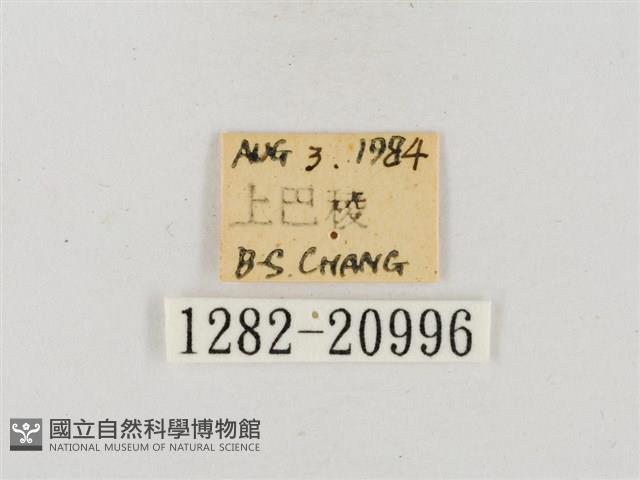 AUG 3. 1984
上巴稜
B-S. CHANG
1282-20996
國立自然科學博物館
NATIONAL MUSEUM OF NATURAL SCIENCE